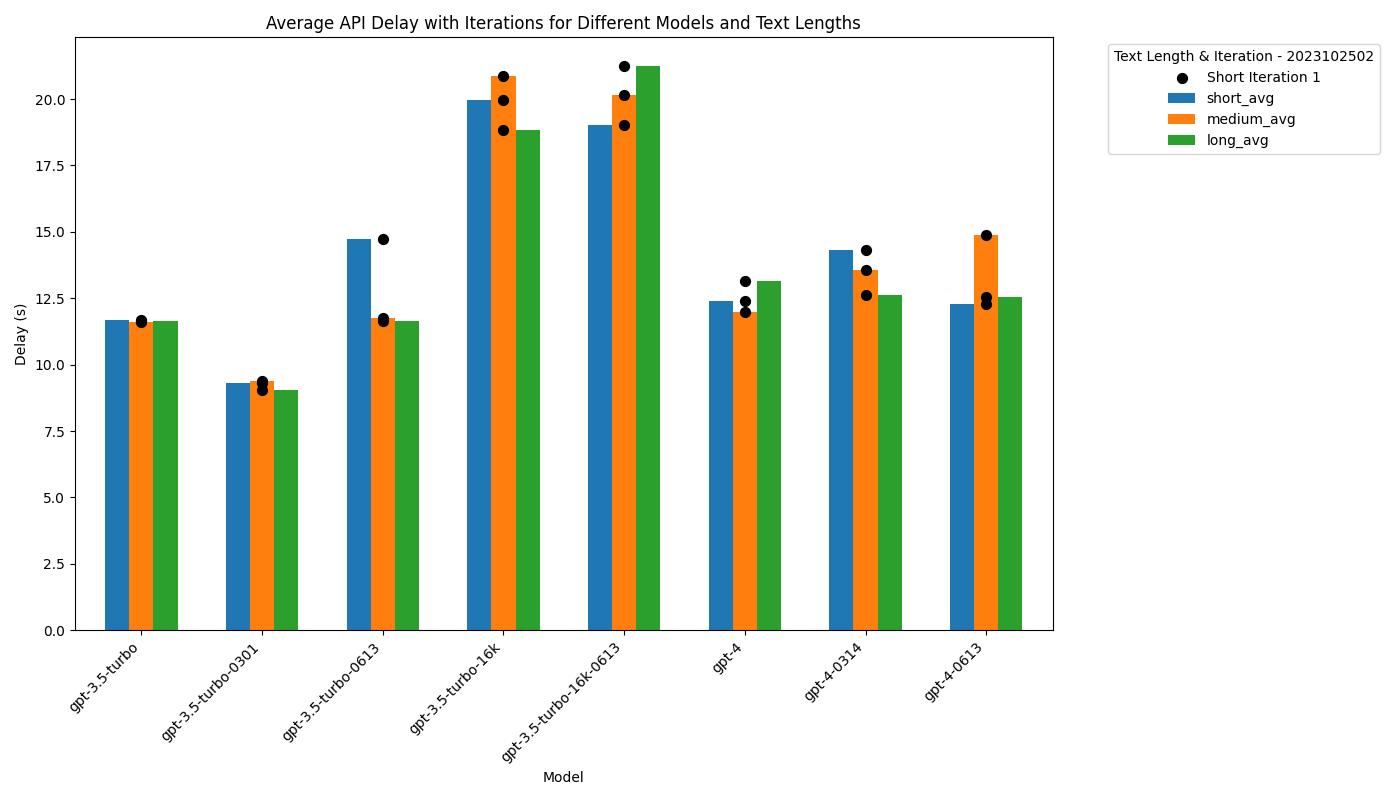 Average API Delay with Iterations for Different Models and Text Lengths
Text Length & Iteration - 2023102502
Short Iteration 1
short_avg
medium_avg
long_avg
Delay (s)
20.0
17.5
15.0
12.5
10.0
7.5
5.0
2.5
0.0
gpt-3.5-turbo
gpt-3.5-turbo-0301
gpt-3.5-turbo-0613
gpt-3.5-turbo-16k
gpt-3.5-turbo-16k-0613
gpt-4
gpt-4-0314
gpt-4-0613
Model